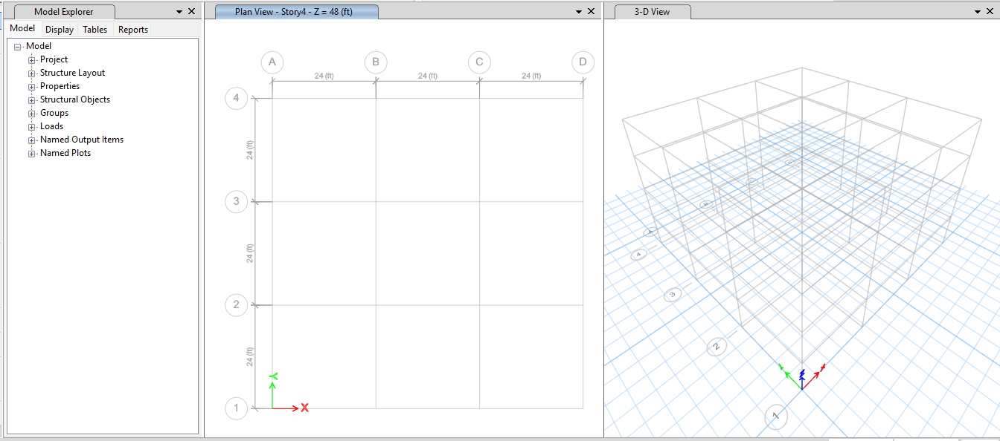 Model Explorer
Model Display Tables Reports
Model
Project
Structure Layout
Properties
Structural Objects
Groups
Loads
Named Output Items
Named Plots
Plan View - Story4 - Z = 48 (ft)
A B C D
24 (ft) 24 (ft) 24 (ft)
4
24 (ft)
3
24 (ft)
2
24 (ft)
1
Y
X
3-D View
4
3
2
1